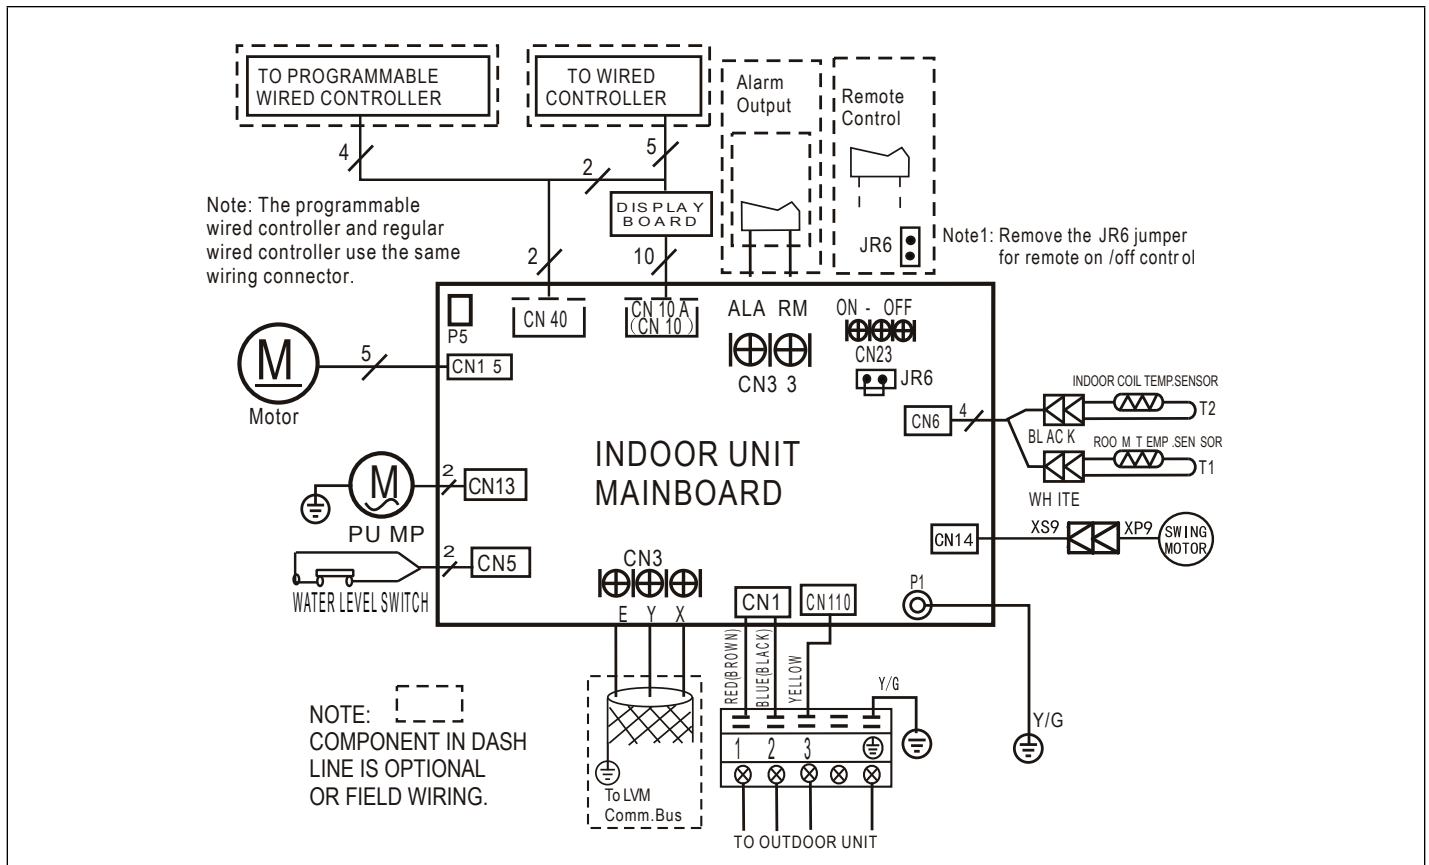 TO PROGRAMMABLE
WIRED CONTROLLER
TO WIRED
CONTROLLER
Alarm
Output
Remote
Control
4
5
2
Note: The programmable
wired controller and regular
wired controller use the same
wiring connector.
DISPLAY
BOARD
JR6
Note1: Remove the JR6 jumper
for remote on /off control
2
10
P5
CN 40
CN 10 A
(CN 10 )
ALA RM
CN3 3
ON - OFF
CN23
JR6
M
Motor
5
CN1 5
CN6
4
INDOOR COIL TEMP.SENSOR
T2
BLACK
ROO M T EMP .SEN SOR
T1
WH ITE
INDOOR UNIT
MAINBOARD
M
PU MP
2
CN13
2
CN5
WATER LEVEL SWITCH
CN14
XS9
XP9
SWING
MOTOR
CN3
E Y X
CN1
CN110
P1
RED(BROWN)
BLUE(BLACK)
YELLOW
Y/G
Y/G
NOTE:
COMPONENT IN DASH
LINE IS OPTIONAL
OR FIELD WIRING.
To LVM
Comm.Bus
1 2 3
TO OUTDOOR UNIT